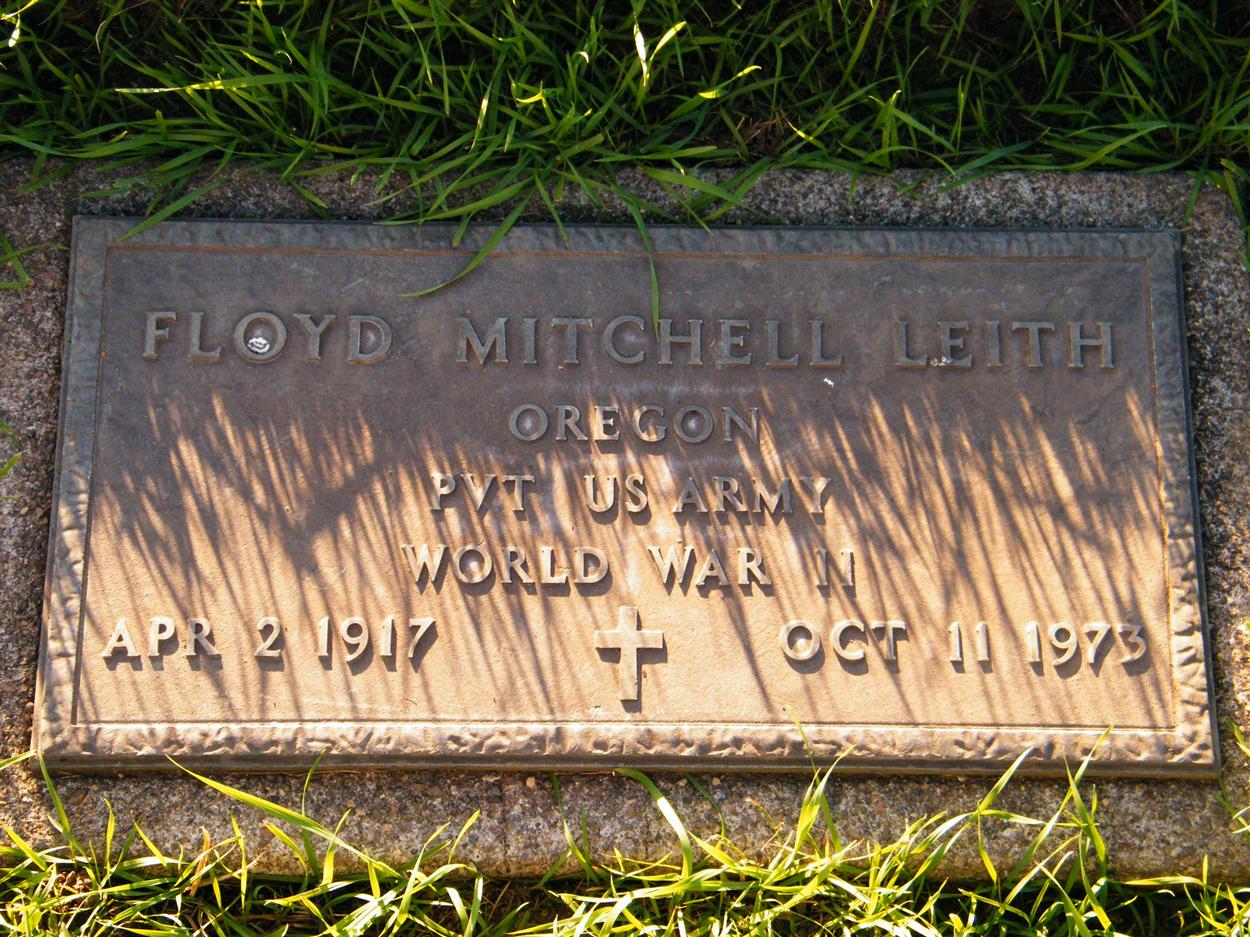 FLOYD MITCHELL LEITH
OREGON
PVT US ARMY
WORLD WAR II
APR 2 1917 OCT 11 1973